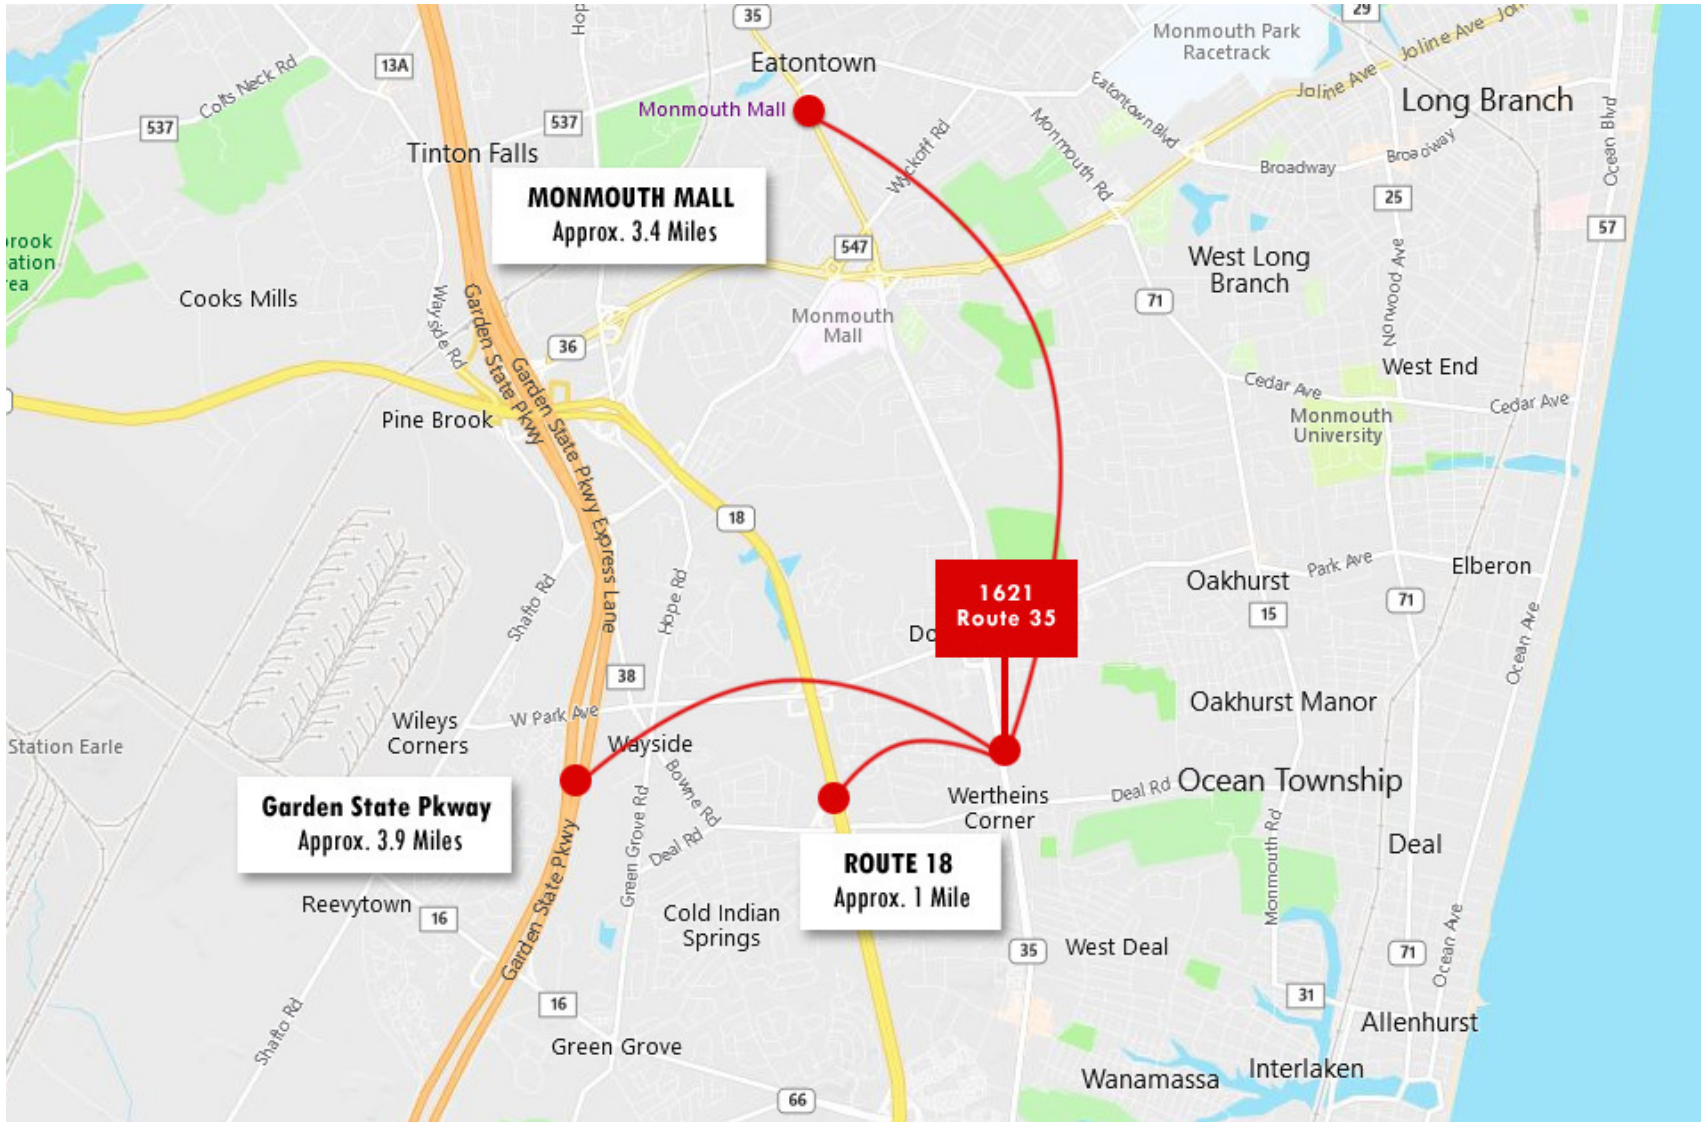 35
29
Monmouth Park
Racetrack
Joline Ave
Joline Ave
Hop
Eatontown
13A
Colts Neck Rd
Eatontown Blvd
Long Branch
Monmouth Mall
537
537
Tinton Falls
Wyckoff Rd
Monmouth Rd
Broadway
Broadway
Ocean Blvd
MONMOUTH MALL
Approx. 3.4 Miles
25
57
547
brook
ation
rea
West Long
Branch
Cooks Mills
71
Norwood Ave
Wayside Rd
Garden State Pkwy
Monmouth
Mall
36
Garden State Pkwy Express Lane
West End
Cedar Ave
Cedar Ave
Pine Brook
Monmouth
University
18
Park Ave
Elberon
Oakhurst
1621
Route 35
71
15
Shafto Rd
Hope Rd
Do
Ocean Ave
38
Oakhurst Manor
Wileys
Corners
W Park Ave
Station Earle
Wayside
Bowne Rd
Ocean Township
Deal Rd
Wertheins
Corner
Garden State Pkway
Approx. 3.9 Miles
Green Grove Rd
Deal Rd
Monmouth Rd
Deal
ROUTE 18
Approx. 1 Mile
Garden State Pkwy
Reevytown
16
Cold Indian
Springs
35
West Deal
71
Ocean Ave
16
31
Shafto Rd
Allenhurst
Green Grove
Interlaken
Wanamassa
66